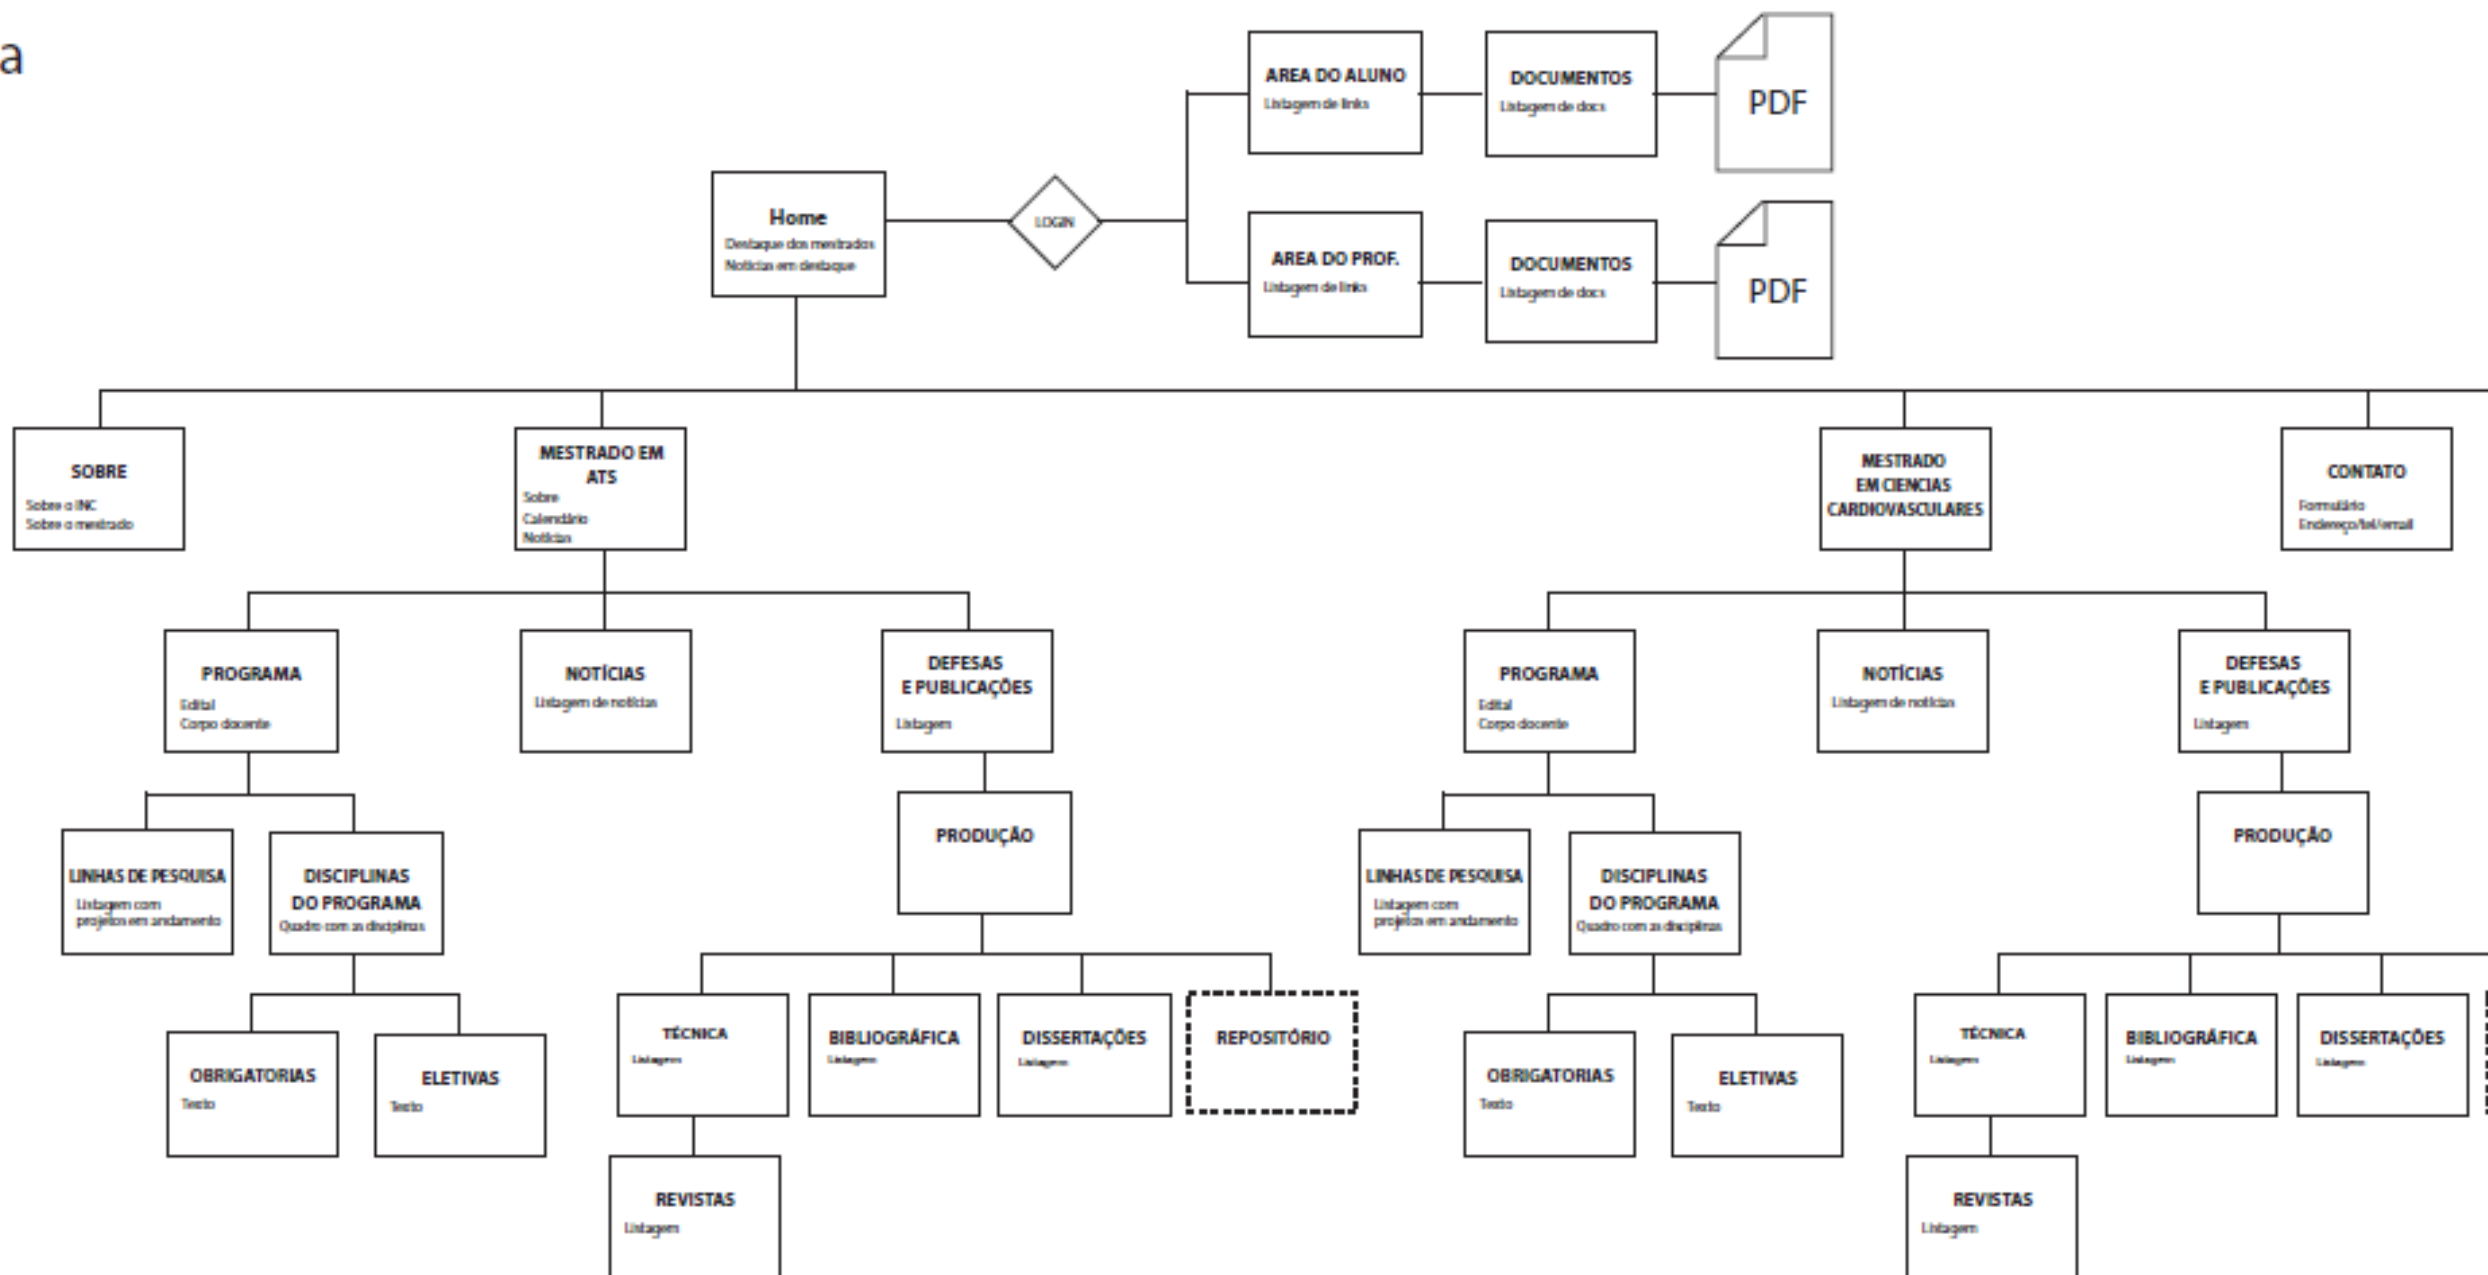 a
AREA DO ALUNO
Listagem de links
DOCUMENTOS
Listagem de docs
PDF
Home
Destaque dos mestrados
Notícias em destaque
LOGIN
AREA DO PROF.
Listagem de links
DOCUMENTOS
Listagem de docs
PDF
SOBRE
Sobre o INC
Sobre o mestrado
MESTRADO EM
ATS
Sobre
Calendário
Notícias
MESTRADO
EM CIENCIAS
CARDIOVASCULARES
CONTATO
Formulário
Endereço/tel/email
PROGRAMA
Edital
Corpo docente
NOTÍCIAS
Listagem de notícias
DEFESAS
E PUBLICAÇÕES
Listagem
PROGRAMA
Edital
Corpo docente
NOTÍCIAS
Listagem de notícias
DEFESAS
E PUBLICAÇÕES
Listagem
LINHAS DE PESQUISA
Listagem com
projetos em andamento
DISCIPLINAS
DO PROGRAMA
Quadro com as disciplinas
PRODUÇÃO
LINHAS DE PESQUISA
Listagem com
projetos em andamento
DISCIPLINAS
DO PROGRAMA
Quadro com as disciplinas
PRODUÇÃO
OBRIGATORIAS
Texto
ELETIVAS
Texto
TÉCNICA
Listagem
BIBLIOGRÁFICA
Listagem
DISSERTAÇÕES
Listagem
REPOSITÓRIO
OBRIGATORIAS
Texto
ELETIVAS
Texto
TÉCNICA
Listagem
BIBLIOGRÁFICA
Listagem
DISSERTAÇÕES
Listagem
REVISTAS
Listagem
REVISTAS
Listagem